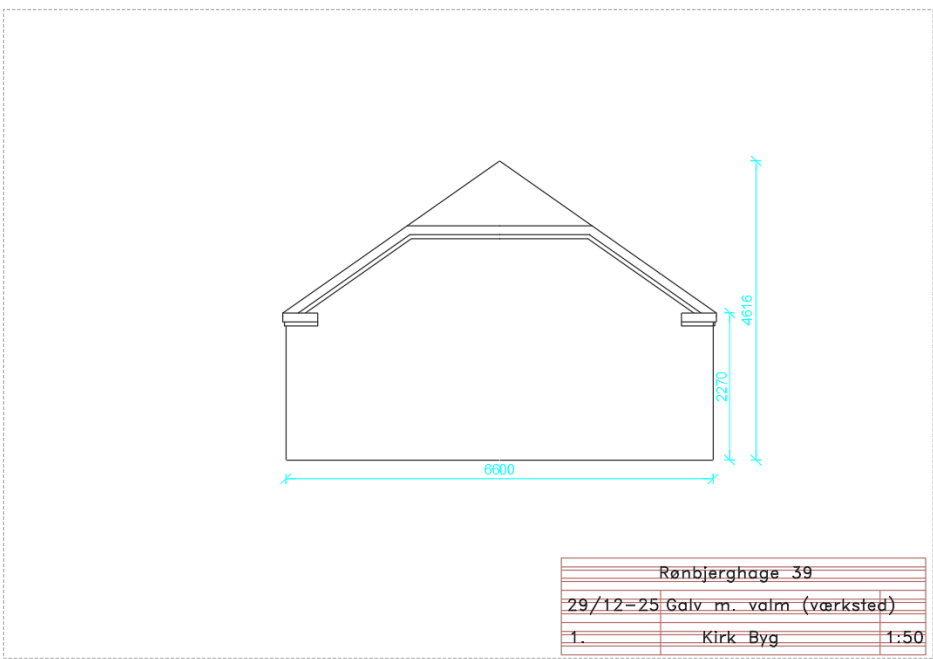 4616
2270
6600
Rønbjerghage 39
29/12-25 Galv m. valm (værksted)
1. Kirk Byg 1:50